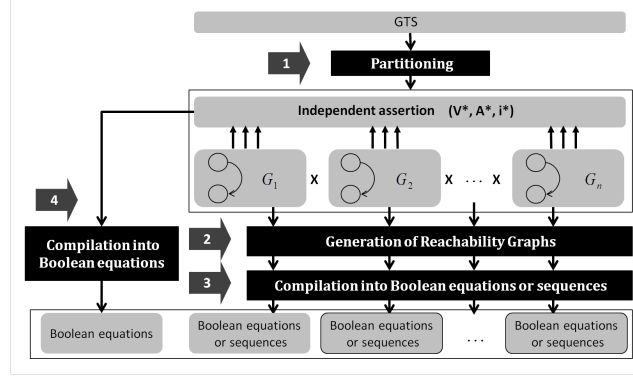 GTS
1
Partitioning
Independent assertion (V*, A*, i*)
G1 X G2 X ... X Gn
4
Compilation into
Boolean equations
2
Generation of Reachability Graphs
3
Compilation into Boolean equations or sequences
Boolean equations
Boolean equations
or sequences
Boolean equations
or sequences
...
Boolean equations
or sequences